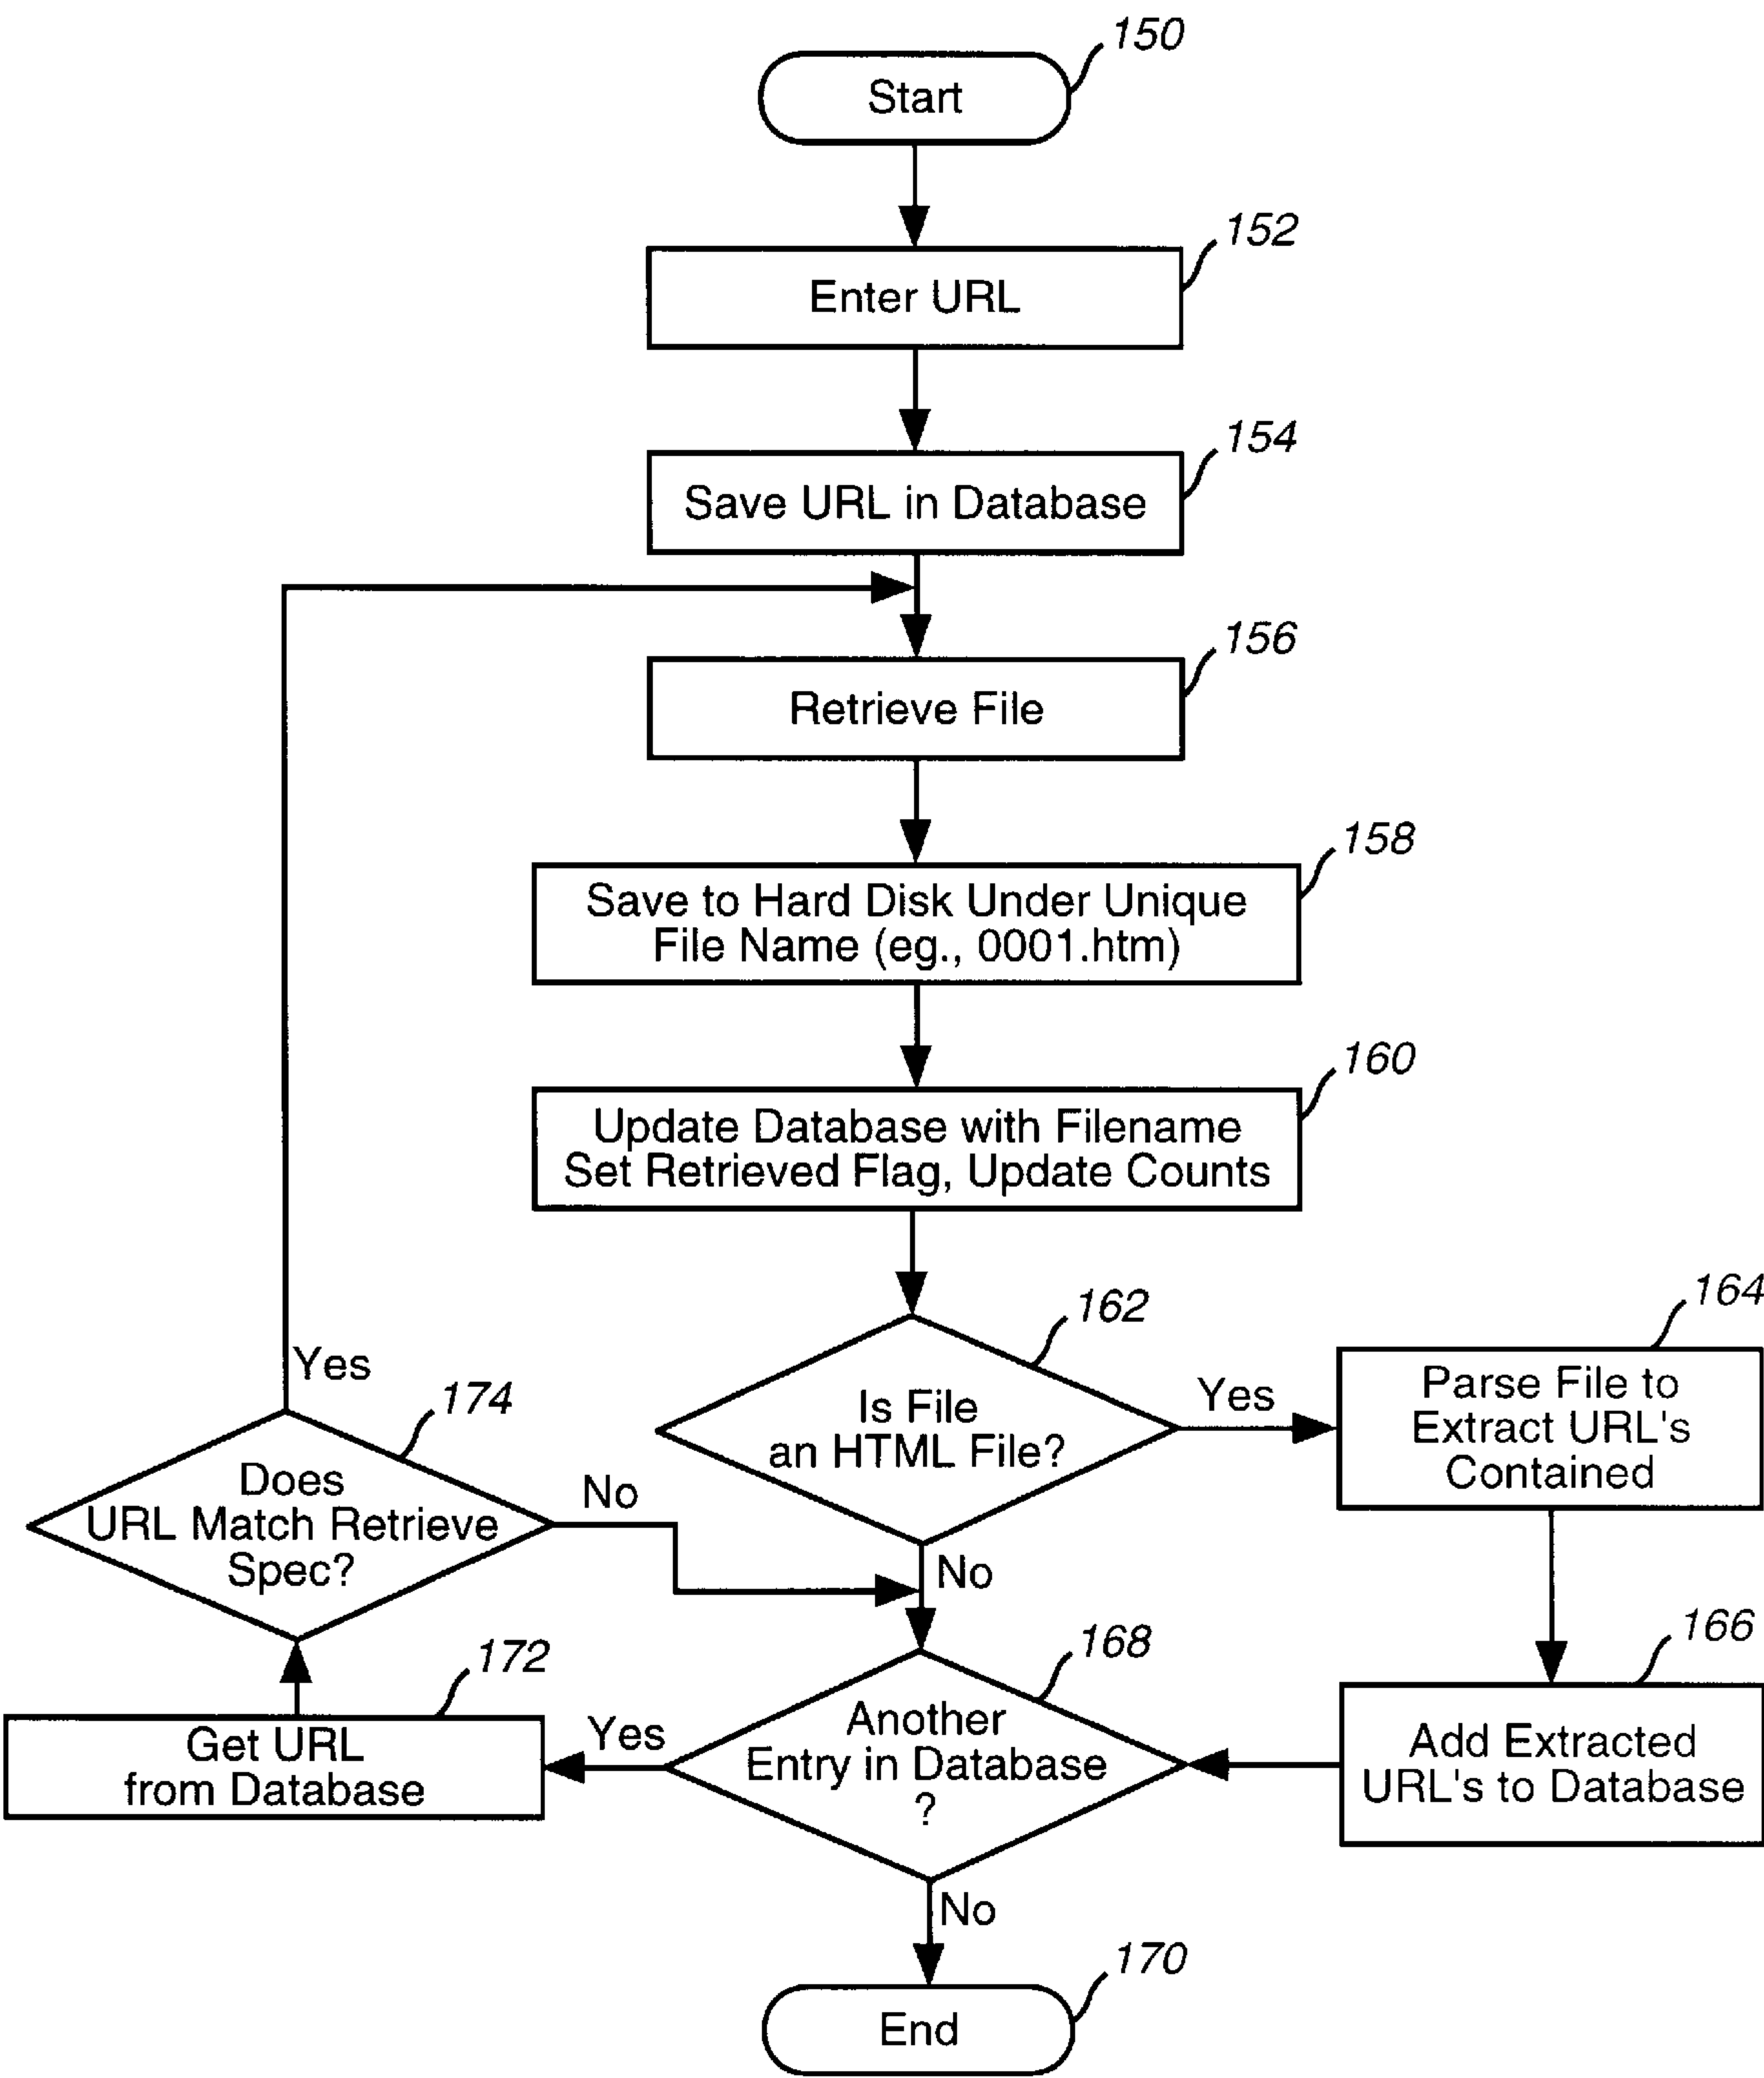 150
Start
152
Enter URL
154
Save URL in Database
156
Retrieve File
158
Save to Hard Disk Under Unique
File Name (eg., 0001.htm)
160
Update Database with Filename
Set Retrieved Flag, Update Counts
162
Is File
an HTML File?
Yes
No
164
Parse File to
Extract URL's
Contained
166
Add Extracted
URL's to Database
168
Another
Entry in Database
?
Yes
No
172
Get URL
from Database
174
Does
URL Match Retrieve
Spec?
Yes
No
170
End